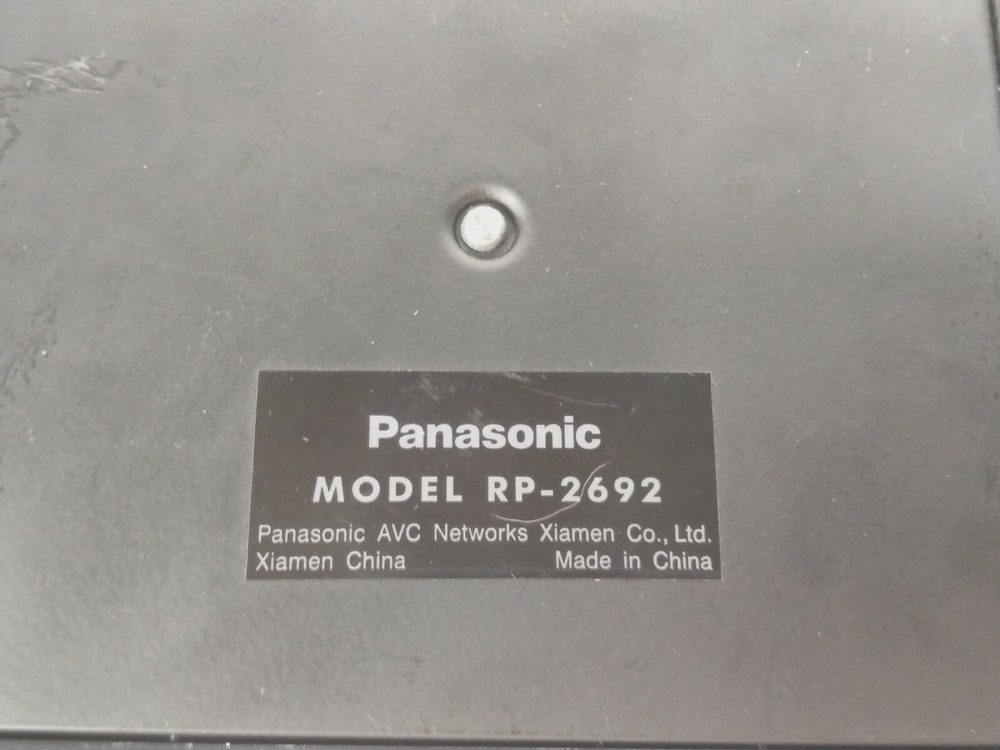 Panasonic
MODEL RP-2692
Panasonic AVC Networks Xiamen Co., Ltd.
Xiamen China Made in China